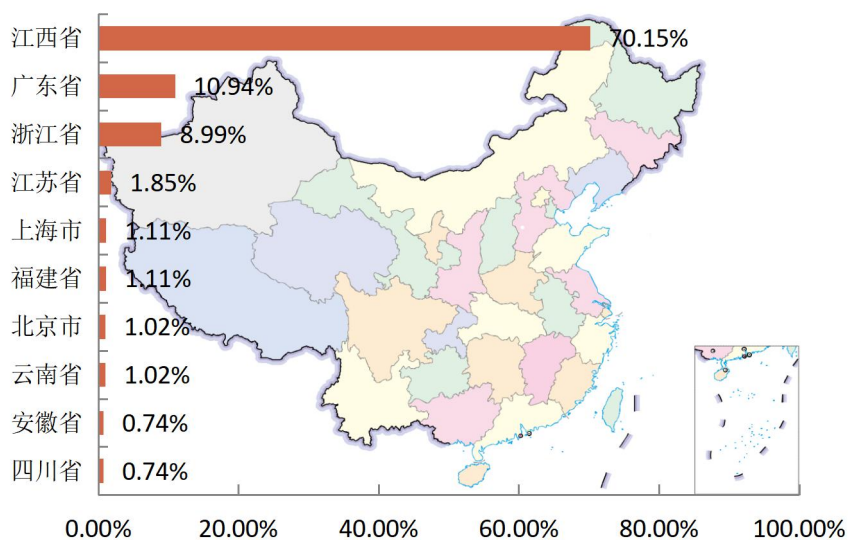 江西省 70.15%
广东省 10.94%
浙江省 8.99%
江苏省 1.85%
上海市 1.11%
福建省 1.11%
北京市 1.02%
云南省 1.02%
安徽省 0.74%
四川省 0.74%
0.00% 20.00% 40.00% 60.00% 80.00% 100.00%